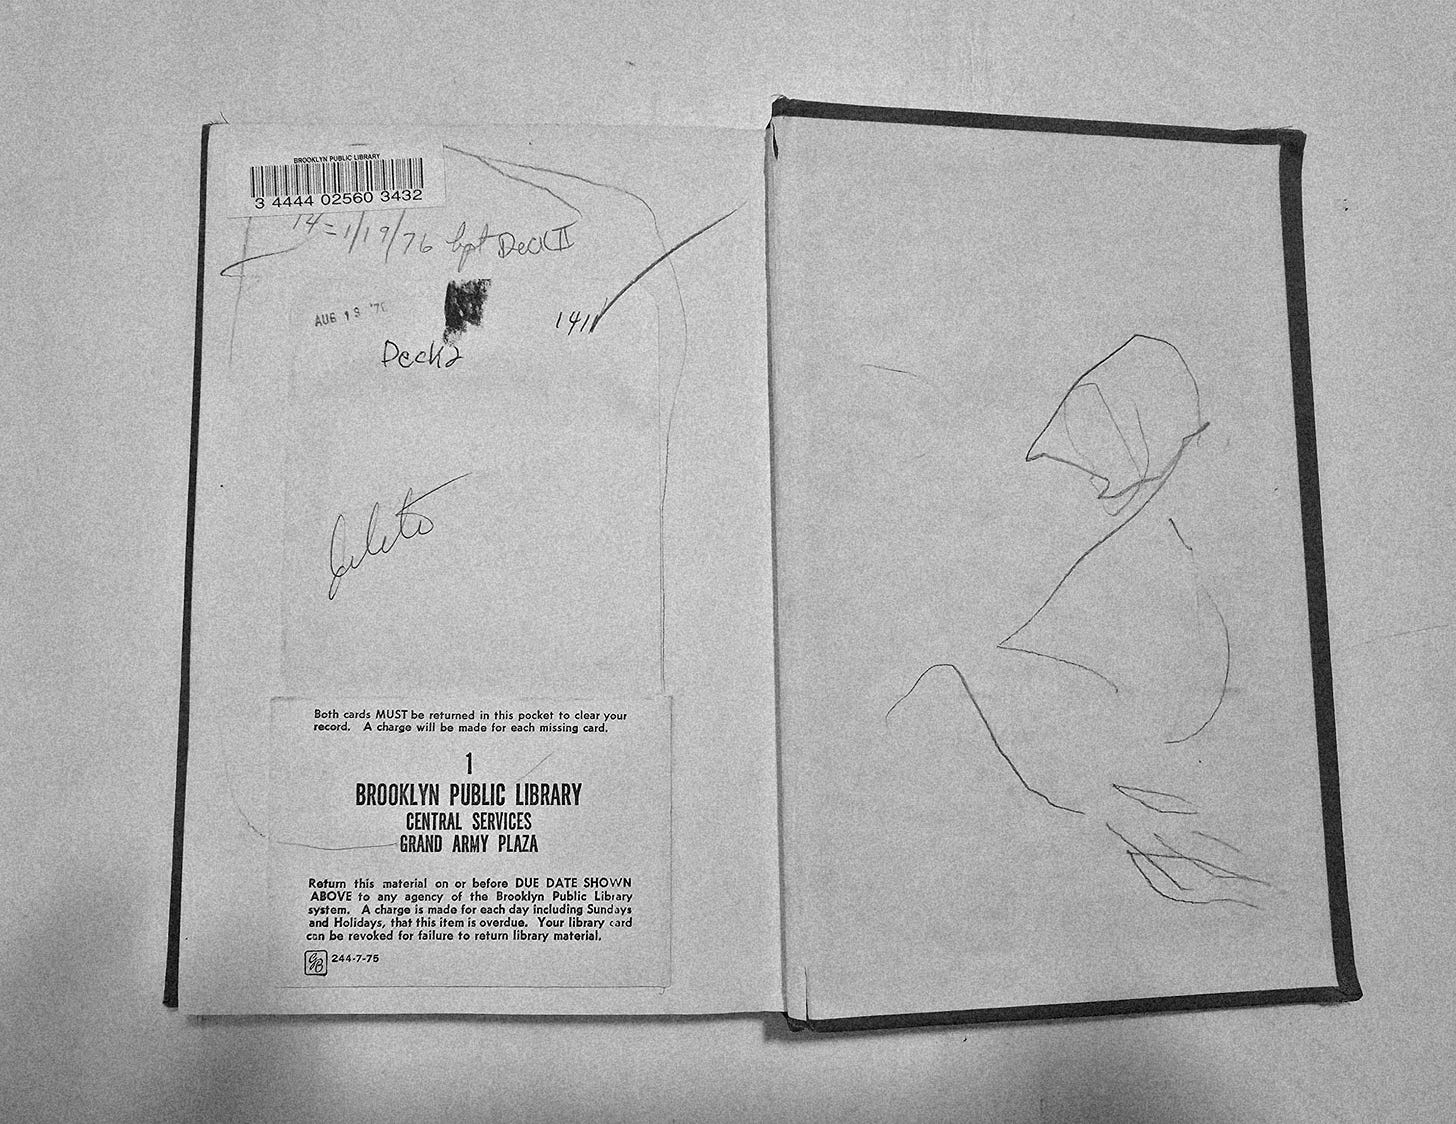 BROOKLYN PUBLIC LIBRARY
3 4444 02560 3432
14=1/19/76 Deck II
AUG 19 '76
1411
Deck 2
delete
Both cards MUST be returned in this pocket to clear your
record. A charge will be made for each missing card.
1
BROOKLYN PUBLIC LIBRARY
CENTRAL SERVICES
GRAND ARMY PLAZA
Return this material on or before DUE DATE SHOWN
ABOVE to any agency of the Brooklyn Public Library
system. A charge is made for each day including Sundays
and Holidays, that this item is overdue. Your library card
can be revoked for failure to return library material.
GB 244-7-75